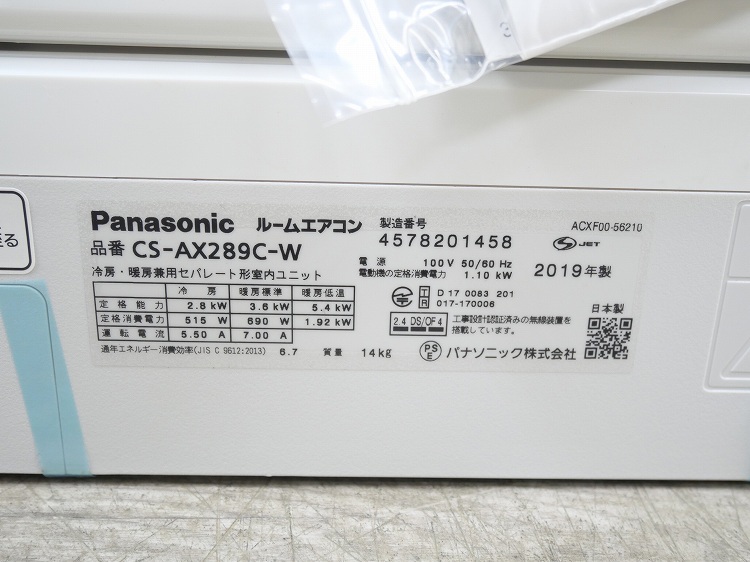 Panasonic ルームエアコン
品番 CS-AX289C-W
冷房・暖房兼用セパレート形室内ユニット
冷房 暖房標準 暖房低温
定格能力 2.8 kW 3.6 kW 5.4 kW
定格消費電力 515 W 690 W 1.92 kW
運転電流 5.50 A 7.00 A
通年エネルギー消費効率(JIS C 9612:2013) 6.7 質量 14kg
製造番号
4578201458
ACXF00-56210
S JET
電源 100V 50/60 Hz
電動機の定格消費電力 1.10 kW
2019年製
T D 17 0083 201
R 017-170006
日本製
2.4 DS/OF 4 工事設計認証済みの無線装置を
搭載しています。
PS
E パナソニック株式会社
る